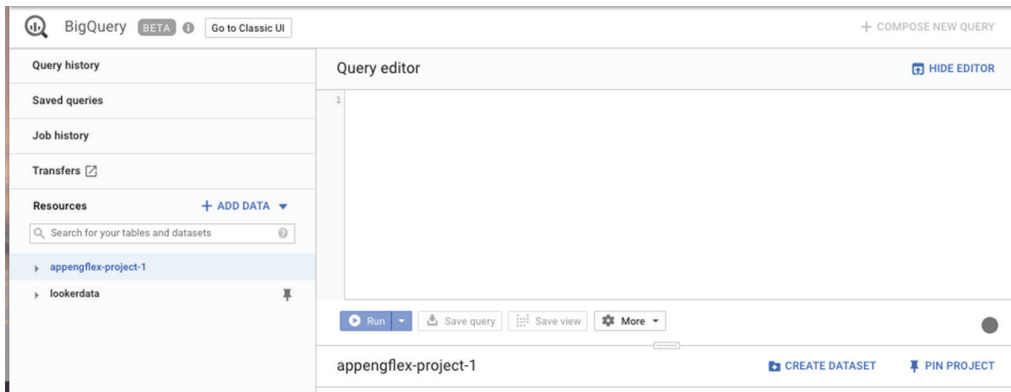 BigQuery BETA Go to Classic UI
+ COMPOSE NEW QUERY
Query history
Saved queries
Job history
Transfers
Resources + ADD DATA
Search for your tables and datasets
appengflex-project-1
lookerdata
Query editor
HIDE EDITOR
1
Run
Save query
Save view
More
appengflex-project-1
CREATE DATASET
PIN PROJECT